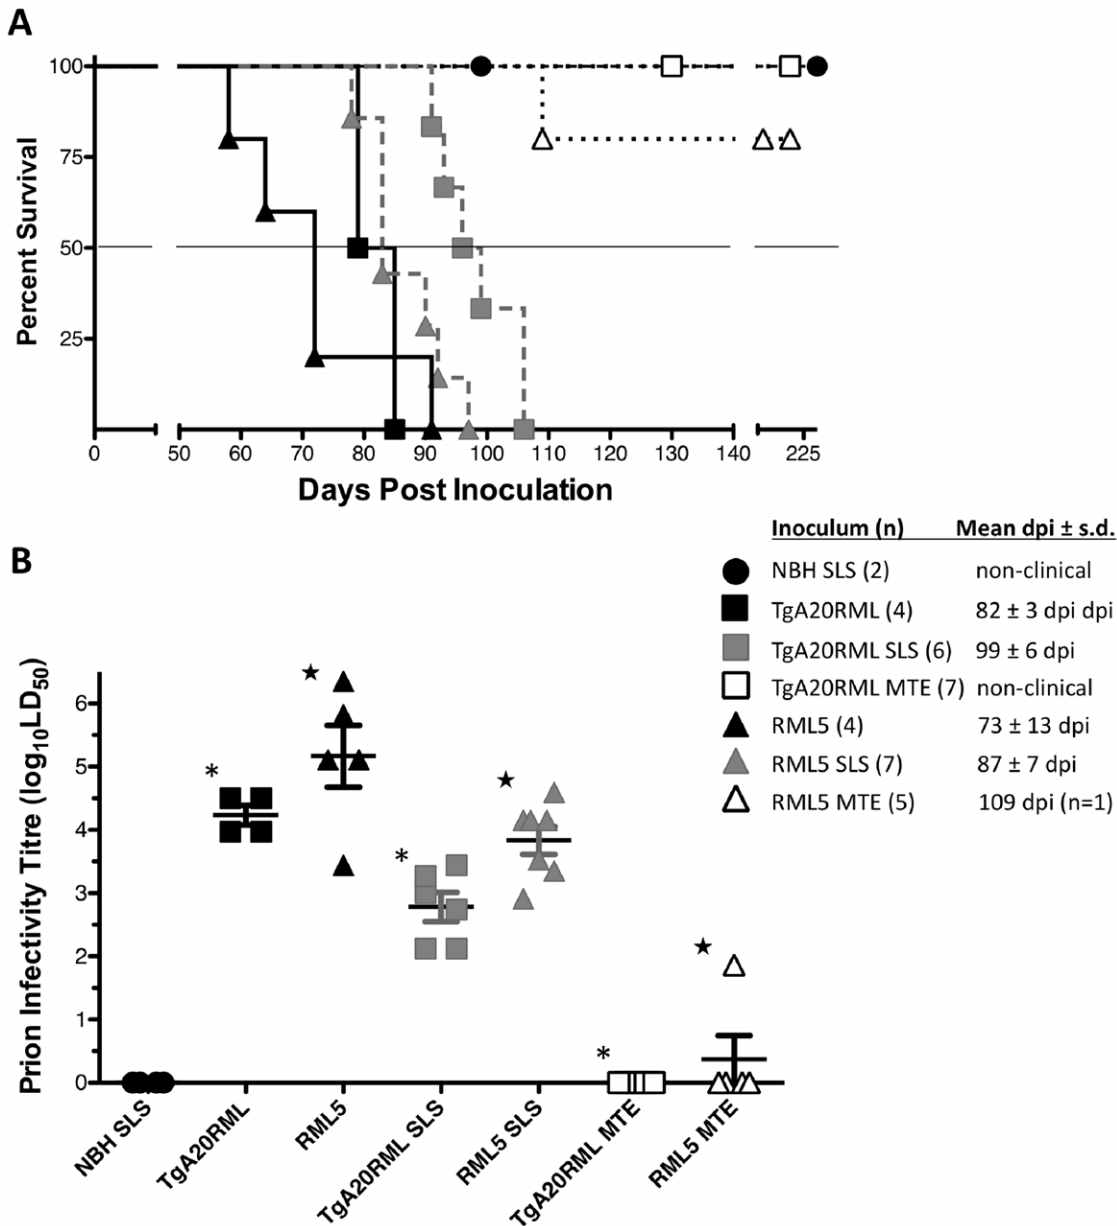 A
100
75
50
25
Percent Survival
0 50 60 70 80 90 100 110 120 130 140 225
Days Post Inoculation
Inoculum (n) Mean dpi ± s.d.
NBH SLS (2) non-clinical
TgA20RML (4) 82 ± 3 dpi dpi
TgA20RML SLS (6) 99 ± 6 dpi
TgA20RML MTE (7) non-clinical
RML5 (4) 73 ± 13 dpi
RML5 SLS (7) 87 ± 7 dpi
RML5 MTE (5) 109 dpi (n=1)
B
6
5
4
3
2
1
0
Prion Infectivity Titre (log10LD50)
* ★ * ★ * ★
NBH SLS
TgA20RML
RML5
TgA20RML SLS
RML5 SLS
TgA20RML MTE
RML5 MTE